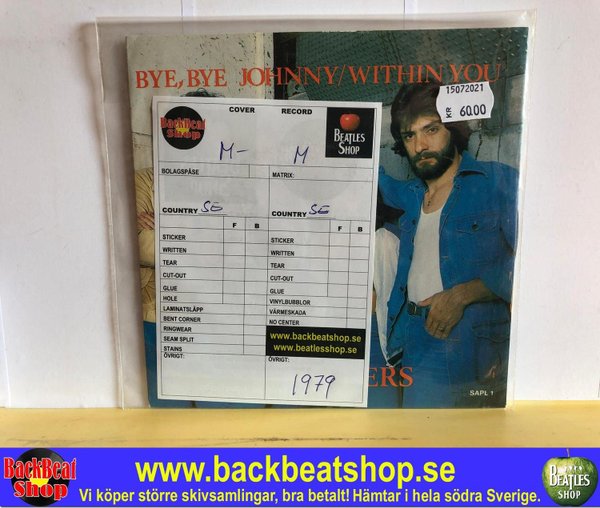 BYE, BYE JOHNNY/WITHIN YOU
15072021
KR 60.00
BackBeat Shop
COVER RECORD
BEATLES SHOP
M- M
BOLAGSPÅSE MATRIX:
COUNTRY SE COUNTRY SE
F B F B
STICKER STICKER
WRITTEN WRITTEN
TEAR TEAR
CUT-OUT CUT-OUT
GLUE GLUE
HOLE VINYLBUBBLOR
LAMINATSLÄPP VÄRMESKADA
BENT CORNER NO CENTER
RINGWEAR www.backbeatshop.se
SEAM SPLIT www.beatlesshop.se
STAINS
ÖVRIGT: ÖVRIGT:
1979
ERS
SAPL 1
BackBeat Shop
www.backbeatshop.se
Vi köper större skivsamlingar, bra betalt! Hämtar i hela södra Sverige.
BEATLES SHOP